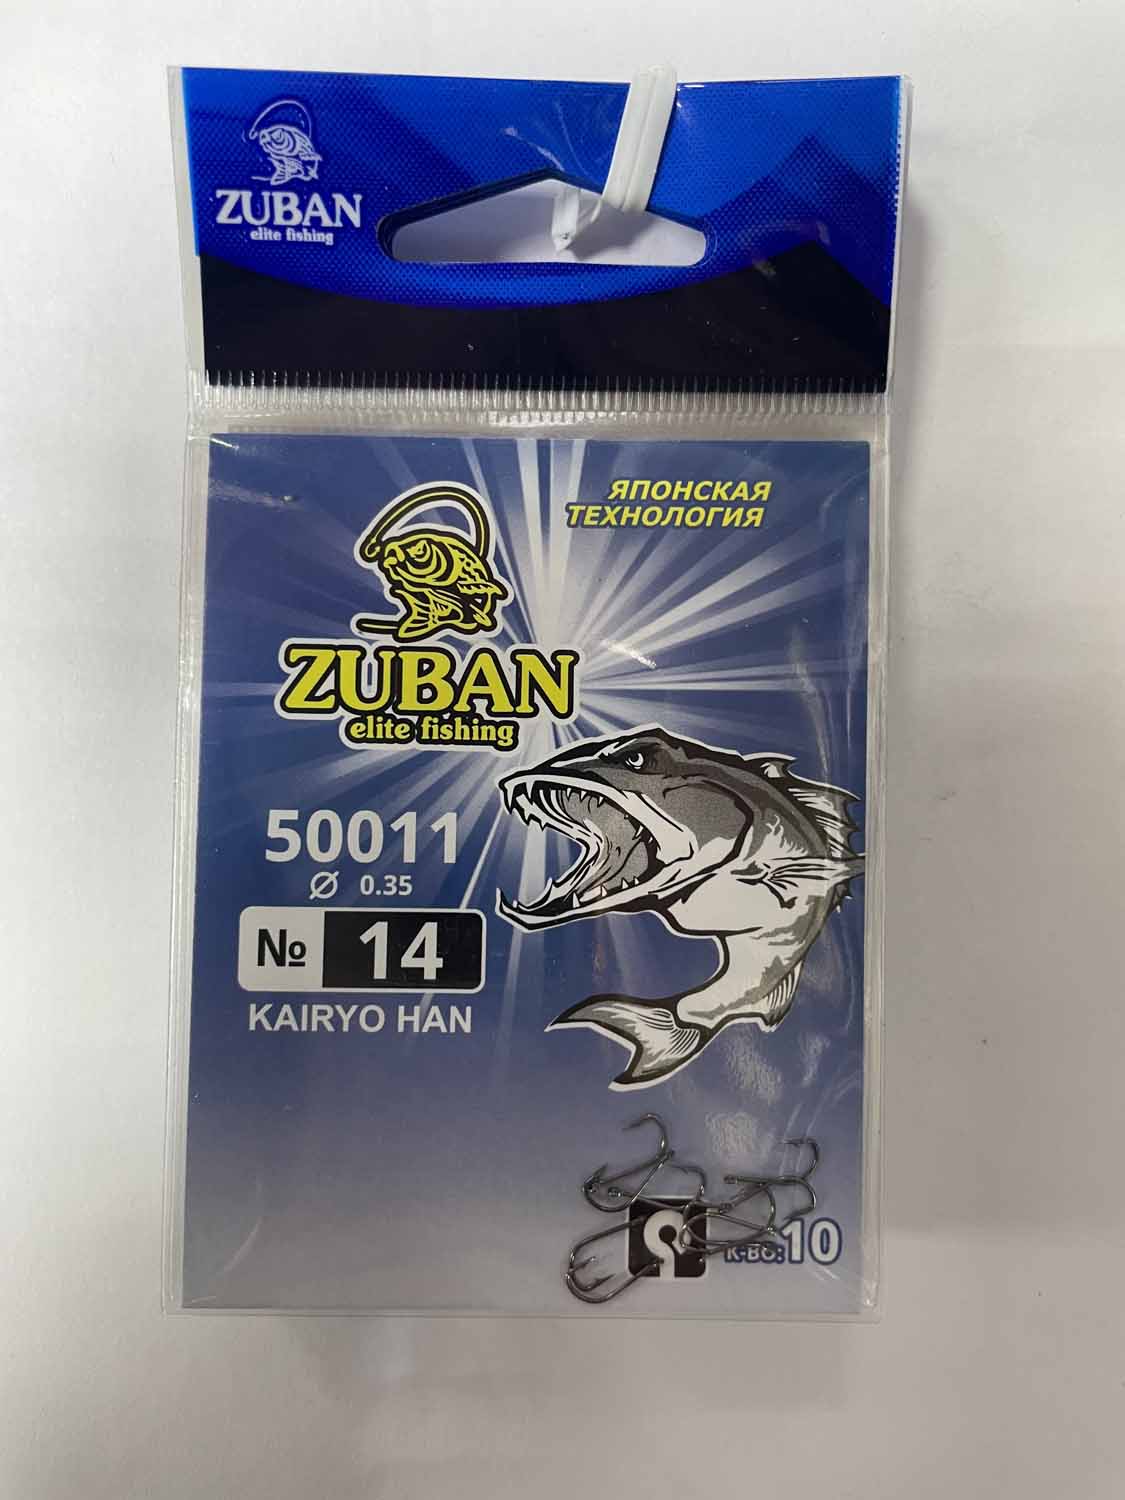 ZUBAN
elite fishing
ЯПОНСКАЯ
ТЕХНОЛОГИЯ
ZUBAN
elite fishing
50011
Ø 0.35
№ 14
KAIRYO HAN
К-ВО: 10